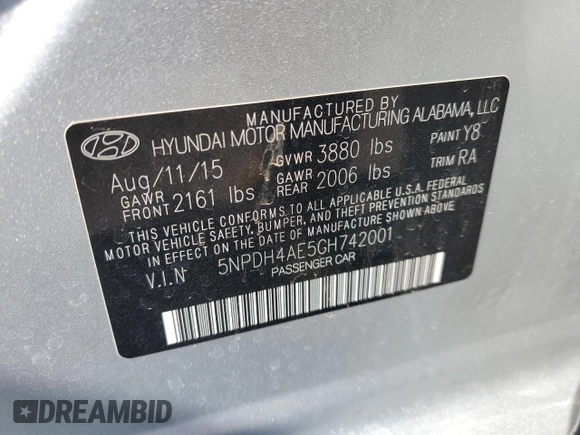 MANUFACTURED BY
HYUNDAI MOTOR MANUFACTURING ALABAMA, LLC
Aug/11/15 GVWR 3880 lbs PAINT Y8
GAWR FRONT 2161 lbs GAWR REAR 2006 lbs TRIM RA
THIS VEHICLE CONFORMS TO ALL APPLICABLE U.S.A. FEDERAL
MOTOR VEHICLE SAFETY, BUMPER, AND THEFT PREVENTION STANDARDS
IN EFFECT ON THE DATE OF MANUFACTURE SHOWN ABOVE.
V.I.N 5NPDH4AE5GH742001
PASSENGER CAR
DREAMBID